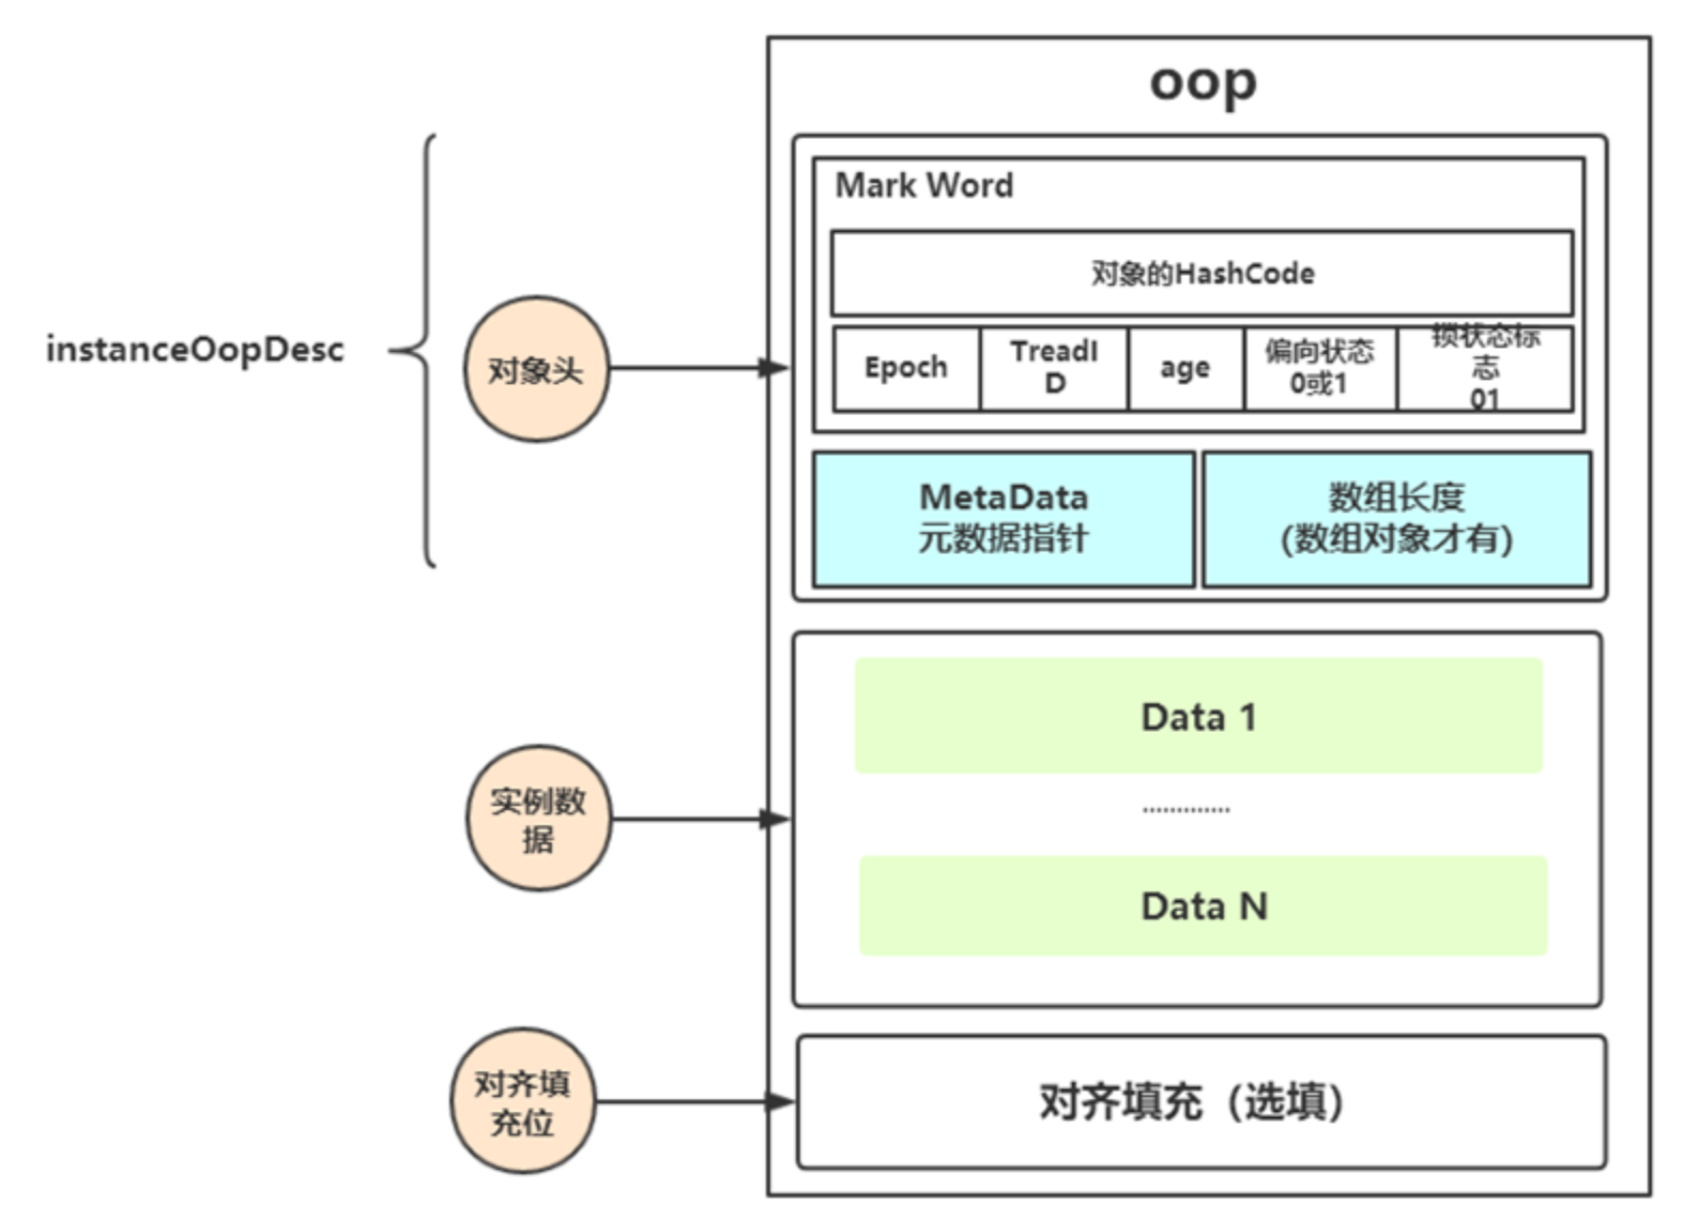 oop
Mark Word
对象的HashCode
instanceOopDesc
对象头
Epoch
TreadI
D
age
偏向状态
0或1
锁状态标
志
01
MetaData
元数据指针
数组长度
(数组对象才有)
Data 1
.............
实例数
据
Data N
对齐填
充位
对齐填充（选填）